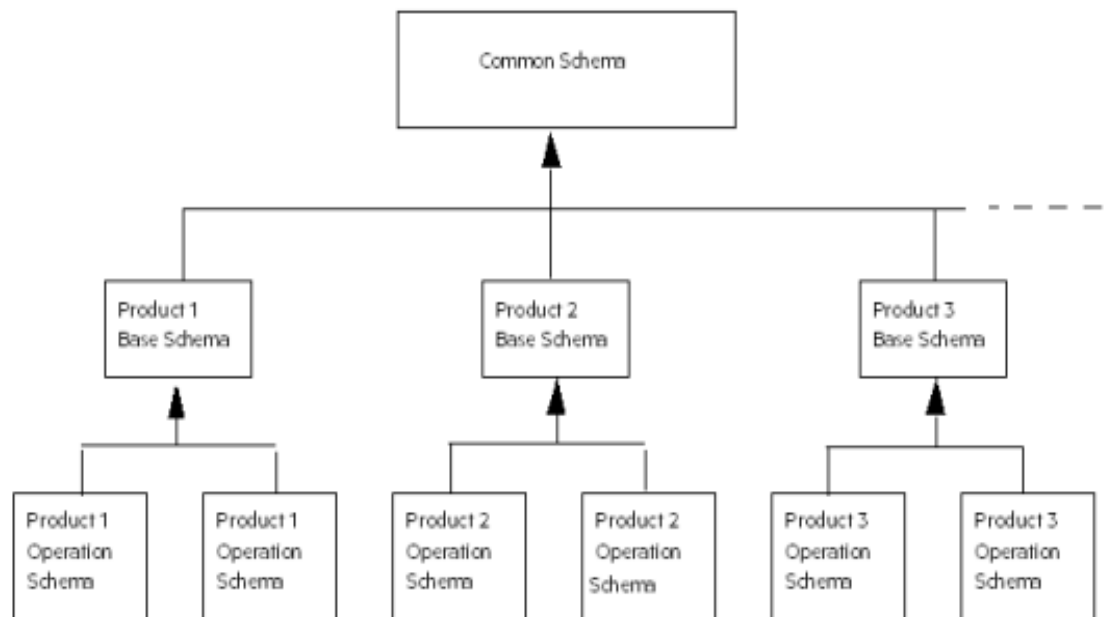 Common Schema
Product 1
Base Schema
Product 2
Base Schema
Product 3
Base Schema
Product 1
Operation
Schema
Product 1
Operation
Schema
Product 2
Operation
Schema
Product 2
Operation
Schema
Product 3
Operation
Schema
Product 3
Operation
Schema